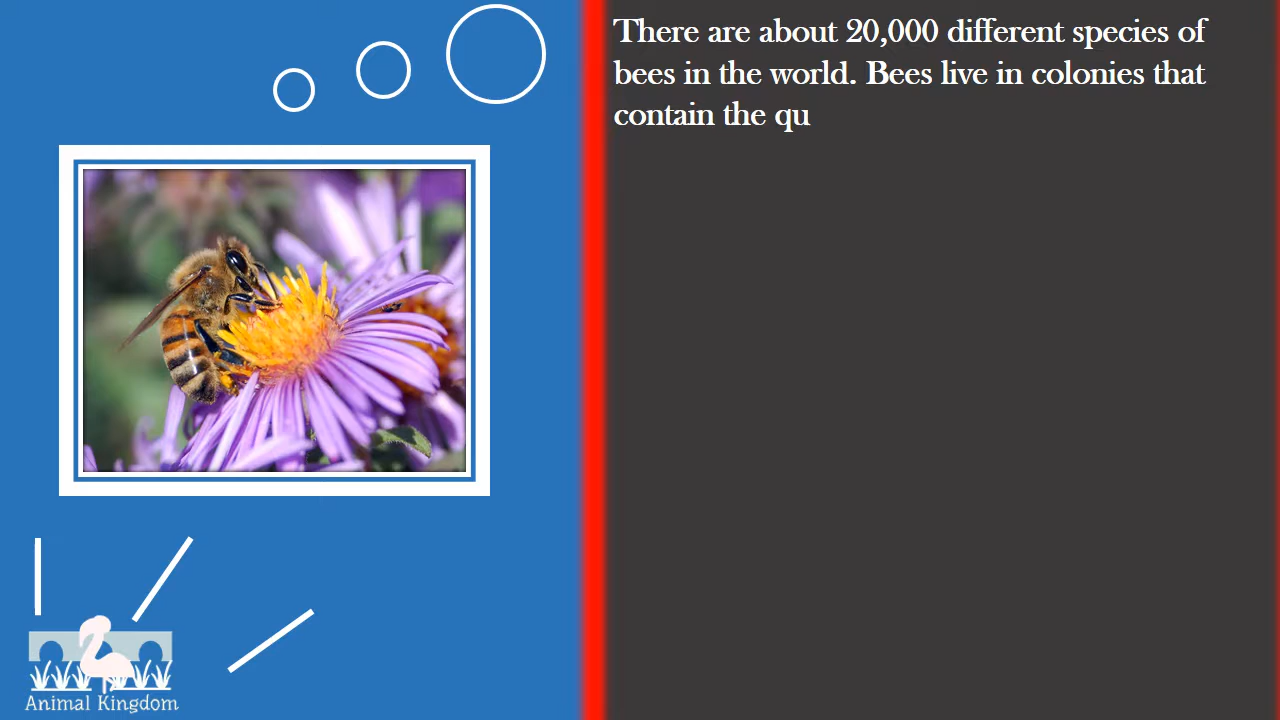 There are about 20,000 different species of
bees in the world. Bees live in colonies that
contain the qu
Animal Kingdom